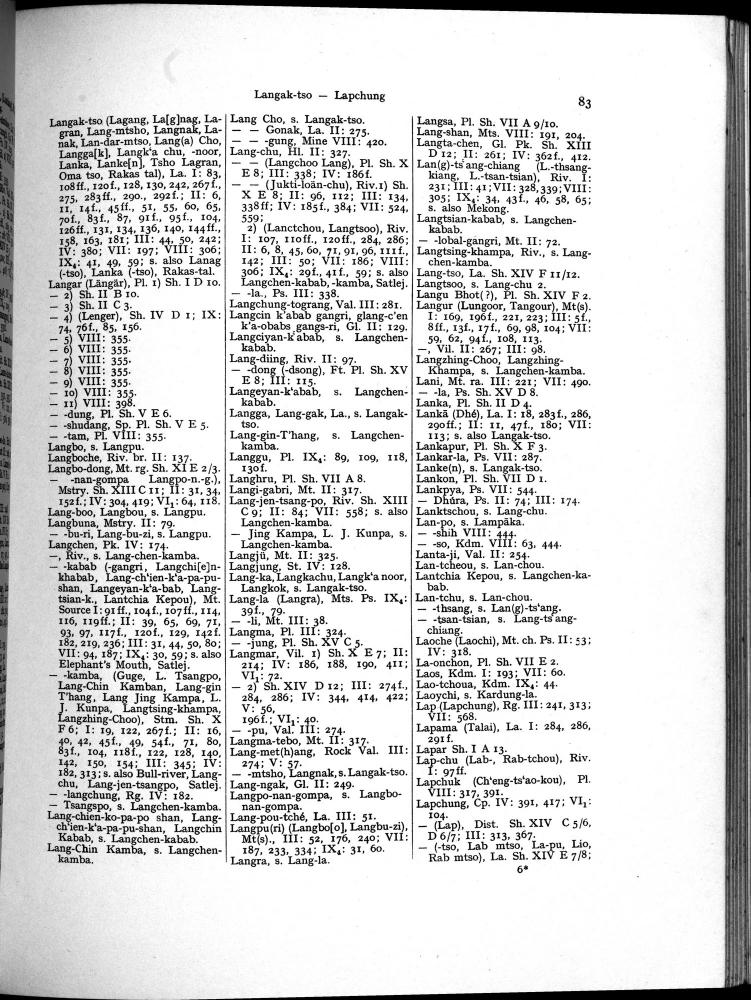 Langak-tso — Lapchung
83
Langak-tso (Lagang, La[g]nag, La-
gran, Lang-mtsho, Langnak, La-
nak, Lan-dar-mtso, Lang(a) Cho,
Langga[k], Langk'a chu, -noor,
Lanka, Lanke[n], Tsho Lagran,
Oma tso, Rakas tal), La. I: 83,
108ff., 120f., 128, 130, 242, 267f.,
275, 283ff., 290., 292f.; II: 6,
11, 14f., 45ff., 51, 55, 60, 65,
70f., 83f., 87, 91f., 95f., 104,
126ff., 131, 134, 136, 140, 144ff.,
158, 163, 181; III: 44, 50, 242;
IV: 380; VII: 197; VIII: 306;
IX₄: 41, 49, 59; s. also Lanag
(-tso), Lanka (-tso), Rakas-tal.
Langar (Längär), Pl. 1) Sh. I D 10.
— 2) Sh. II B 10.
— 3) Sh. II C 3.
— 4) (Lenger), Sh. IV D 1; IX:
74, 76f., 85, 156.
— 5) VIII: 355.
— 6) VIII: 355.
— 7) VIII: 355.
— 8) VIII: 355.
— 9) VIII: 355.
— 10) VIII: 355.
— 11) VIII: 398.
— -dung, Pl. Sh. V E 6.
— -shudang, Sp. Pl. Sh. V E 5.
— -tam, Pl. VIII: 355.
Langbo, s. Langpu.
Langboche, Riv. br. II: 137.
Langbo-dong, Mt. rg. Sh. XI E 2/3.
— -nan-gompa Langpo-n.-g.),
Mstry. Sh. XIII C 11; II: 31, 34,
152f.; IV: 304, 419; VI₁: 64, 118.
Lang-boo, Langbou, s. Langpu.
Langbuna, Mstry. II: 79.
— -bu-ri, Lang-bu-zi, s. Langpu.
Langchen, Pk. IV: 174.
—, Riv., s. Lang-chen-kamba.
— -kabab (-gangri, Langchi[e]n-
khabab, Lang-ch'ien-k'a-pa-pu-
shan, Langeyan-k'a-bab, Lang-
tsian-k., Lantchia Kepou), Mt.
Source I: 91ff., 104f., 107ff., 114,
116, 119ff.; II: 39, 65, 69, 71,
93, 97, 117f., 120f., 129, 142f.
182, 219, 236; III: 31, 44, 50, 80;
VII: 94, 187; IX₄: 30, 59; s. also
Elephant's Mouth, Satlej.
— -kamba, (Guge, L. Tsangpo,
Lang-Chin Kamban, Lang-gin
T'hang, Lang Jing Kampa, L.
J. Kunpa, Langtsing-khampa,
Langzhing-Choo), Stm. Sh. X
F 6; I: 19, 122, 267f.; II: 16,
40, 42, 45f., 49, 54f., 71, 80,
83f., 104, 118f., 122, 128, 140,
142, 150, 154; III: 345; IV:
182, 313; s. also Bull-river, Lang-
chu, Lang-jen-tsangpo, Satlej.
— -langchung, Rg. IV: 182.
— Tsangspo, s. Langchen-kamba.
Lang-chien-ko-pa-po shan, Lang-
ch'ien-k'a-pa-pu-shan, Langchin
Kabab, s. Langchen-kabab.
Lang-Chin Kamba, s. Langchen-
kamba.
Lang Cho, s. Langak-tso.
— — Gonak, La. II: 275.
— — -gung, Mine VIII: 420.
Lang-chu, Hl. II: 327.
— — (Langchoo Lang), Pl. Sh. X
E 8; III: 338; IV: 186f.
— — (Jukti-loän-chu), Riv. 1) Sh.
X E 8; II: 96, 112; III: 134,
338ff; IV: 185f., 384; VII: 524,
559;
2) (Lanctchou, Langtsoo), Riv.
I: 107, 110ff., 120ff., 284, 286;
II: 6, 8, 45, 60, 71, 91, 96, 111f.,
142; III: 50; VII: 186; VIII:
306; IX₄: 29f., 41f., 59; s. also
Langchen-kabab, -kamba, Satlej.
— -la., Ps. III: 338.
Langchung-tograng, Val. III: 281.
Langcin k'abab gangri, glang-c'en
k'a-obabs gangs-ri, Gl. II: 129.
Langciyan-k'abab, s. Langchen-
kabab.
Lang-diing, Riv. II: 97.
— -dong (-dsong), Ft. Pl. Sh. XV
E 8; III: 115.
Langeyan-k'abab, s. Langchen-
kabab.
Langga, Lang-gak, La., s. Langak-
tso.
Lang-gin-T'hang, s. Langchen-
kamba.
Langgu, Pl. IX₄: 89, 109, 118,
130f.
Langhru, Pl. Sh. VII A 8.
Langi-gabri, Mt. II: 317.
Lang-jen-tsang-po, Riv. Sh. XIII
C 9; II: 84; VII: 558; s. also
Langchen-kamba.
— Jing Kampa, L. J. Kunpa, s.
Langchen-kamba.
Langjü, Mt. II: 325.
Langjung, St. IV: 128.
Lang-ka, Langkachu, Langk'a noor,
Langkok, s. Langak-tso.
Lang-la (Langra), Mts. Ps. IX₄:
39f., 79.
— -li, Mt. III: 38.
Langma, Pl. III: 324.
— -jung, Pl. Sh. XV C 5.
Langmar, Vil. 1) Sh. X E 7; II:
214; IV: 186, 188, 190, 411;
VI₁: 72.
— 2) Sh. XIV D 12; III: 274f.,
284, 286; IV: 344, 414, 422;
V: 56,
196f.; VI₁: 40.
— -pu, Val. III: 274.
Langma-tebo, Mt. II: 317.
Lang-met(h)ang, Rock Val. III:
274; V: 57.
— -mtsho, Langnak, s. Langak-tso.
Lang-ngak, Gl. II: 249.
Langpo-nan-gompa, s. Langbo-
nan-gompa.
Lang-pou-tché, La. III: 51.
Langpu(ri) (Langbo[o], Langbu-zi),
Mt(s)., III: 52, 176, 240; VII:
187, 233, 334; IX₄: 31, 60.
Langra, s. Lang-la.
Langsa, Pl. Sh. VII A 9/10.
Lang-shan, Mts. VIII: 191, 204.
Langta-chen, Gl. Pk. Sh. XIII
D 12; II: 261; IV: 362f., 412.
Lan(g)-ts'ang-chiang (L.-thsang-
kiang, L.-tsan-tsian), Riv. I:
231; III: 41; VII: 328, 339; VIII:
305; IX₄: 34, 43f., 46, 58, 65;
s. also Mekong.
Langtsian-kabab, s. Langchen-
kabab.
— -lobal-gangri, Mt. II: 72.
Langtsing-khampa, Riv., s. Lang-
chen-kamba.
Lang-tso, La. Sh. XIV F 11/12.
Langtsoo, s. Lang-chu 2.
Langu Bhot(?), Pl. Sh. XIV F 2.
Langur (Lungoor, Tangour), Mt(s).
I: 169, 196f., 221, 223; III: 5f.,
8ff., 13f., 17f., 69, 98, 104; VII:
59, 62, 94f., 108, 113.
—, Vil. II: 267; III: 98.
Langzhing-Choo, Langzhing-
Khampa, s. Langchen-kamba.
Lani, Mt. ra. III: 221; VII: 490.
— -la, Ps. Sh. XV D 8.
Lanka, Pl. Sh. II D 4.
Lankā (Dhé), La. I: 18, 283f., 286,
290ff.; II: 11, 47f., 180; VII:
113; s. also Langak-tso.
Lankapur, Pl. Sh. X F 3.
Lankar-la, Ps. VII: 287.
Lanke(n), s. Langak-tso.
Lankon, Pl. Sh. VII D 1.
Lankpya, Ps. VII: 544.
— Dhúra, Ps. II: 74; III: 174.
Lanktschou, s. Lang-chu.
Lan-po, s. Lampāka.
— -shih VIII: 444.
— -so, Kdm. VIII: 63, 444.
Lanta-ji, Val. II: 254.
Lan-tcheou, s. Lan-chou.
Lantchia Kepou, s. Langchen-ka-
bab.
Lan-tchu, s. Lan-chou.
— -thsang, s. Lan(g)-ts'ang.
— -tsan-tsian, s. Lang-ts'ang-
chiang.
Laoche (Laochi), Mt. ch. Ps. II: 53;
IV: 318.
La-onchon, Pl. Sh. VII E 2.
Laos, Kdm. I: 193; VII: 60.
Lao-tchoua, Kdm. IX₄: 44.
Laoychi, s. Kardung-la.
Lap (Lapchung), Rg. III: 241, 313;
VII: 568.
Lapama (Talai), La. I: 284, 286,
291f.
Lapar Sh. I A 13.
Lap-chu (Lab-, Rab-tchou), Riv.
I: 97ff.
Lapchuk (Ch'eng-ts'ao-kou), Pl.
VIII: 317, 391.
Lapchung, Cp. IV: 391, 417; VI₁:
104.
— (Lap), Dist. Sh. XIV C 5/6,
D 6/7; III: 313, 367.
— (-tso, Lab mtso, La-pu, Lio,
Rab mtso), La. Sh. XIV E 7/8;
6*